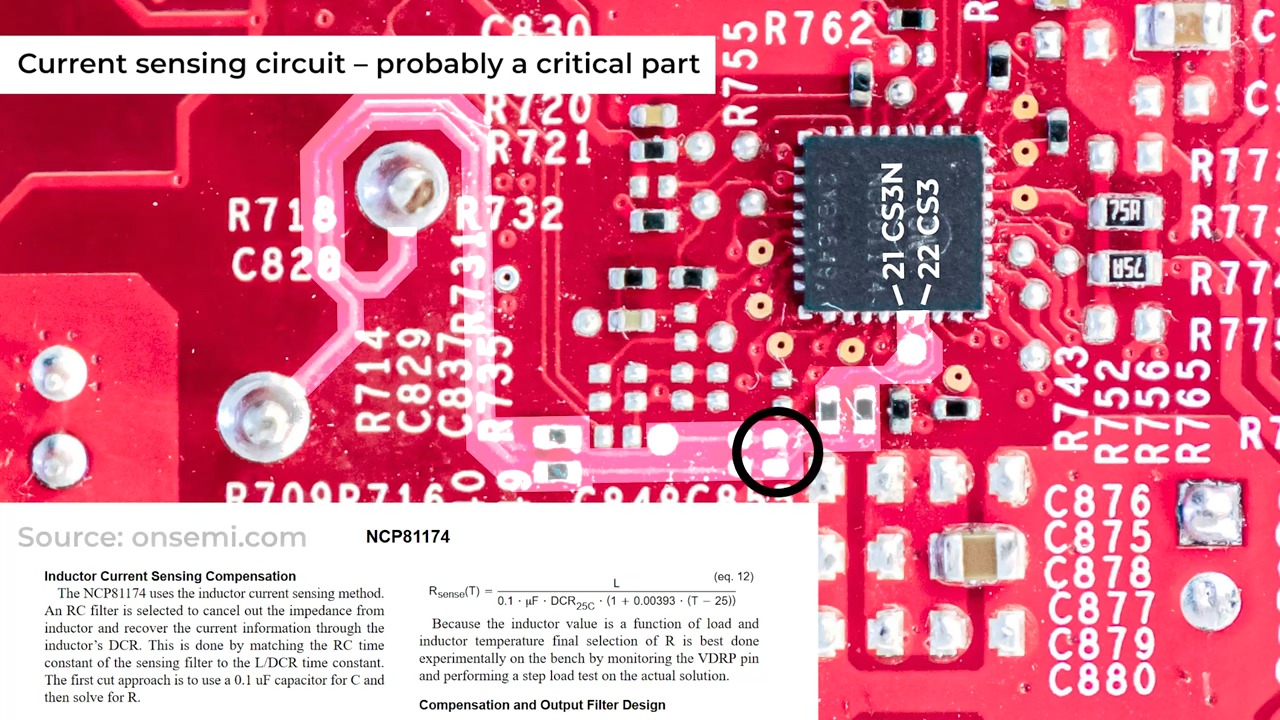 C830
R762
R755
Current sensing circuit – probably a critical part
R720
R721
R718
R732
C828
R731
R714
C829
C837
R735
<21 CS3N
<22 CS3
75A
75A
R743
R752
R756
R765
R709R716
C848C85
C876
C875
C878
C877
C879
C880
Source: onsemi.com
NCP81174
Inductor Current Sensing Compensation
The NCP81174 uses the inductor current sensing method.
An RC filter is selected to cancel out the impedance from
inductor and recover the current information through the
inductor's DCR. This is done by matching the RC time
constant of the sensing filter to the L/DCR time constant.
The first cut approach is to use a 0.1 uF capacitor for C and
then solve for R.
Rsense(T) = L / 0.1 · μF · DCR25C · (1 + 0.00393 · (T − 25)) (eq. 12)
Because the inductor value is a function of load and
inductor temperature final selection of R is best done
experimentally on the bench by monitoring the VDRP pin
and performing a step load test on the actual solution.
Compensation and Output Filter Design